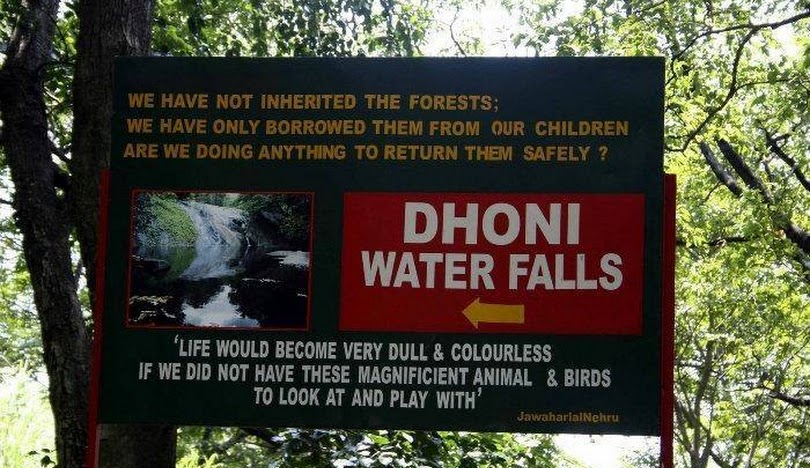 WE HAVE NOT INHERITED THE FORESTS;
WE HAVE ONLY BORROWED THEM FROM OUR CHILDREN
ARE WE DOING ANYTHING TO RETURN THEM SAFELY ?
DHONI
WATER FALLS
'LIFE WOULD BECOME VERY DULL & COLOURLESS
IF WE DID NOT HAVE THESE MAGNIFICIENT ANIMAL & BIRDS
TO LOOK AT AND PLAY WITH'
JawaharlalNehru